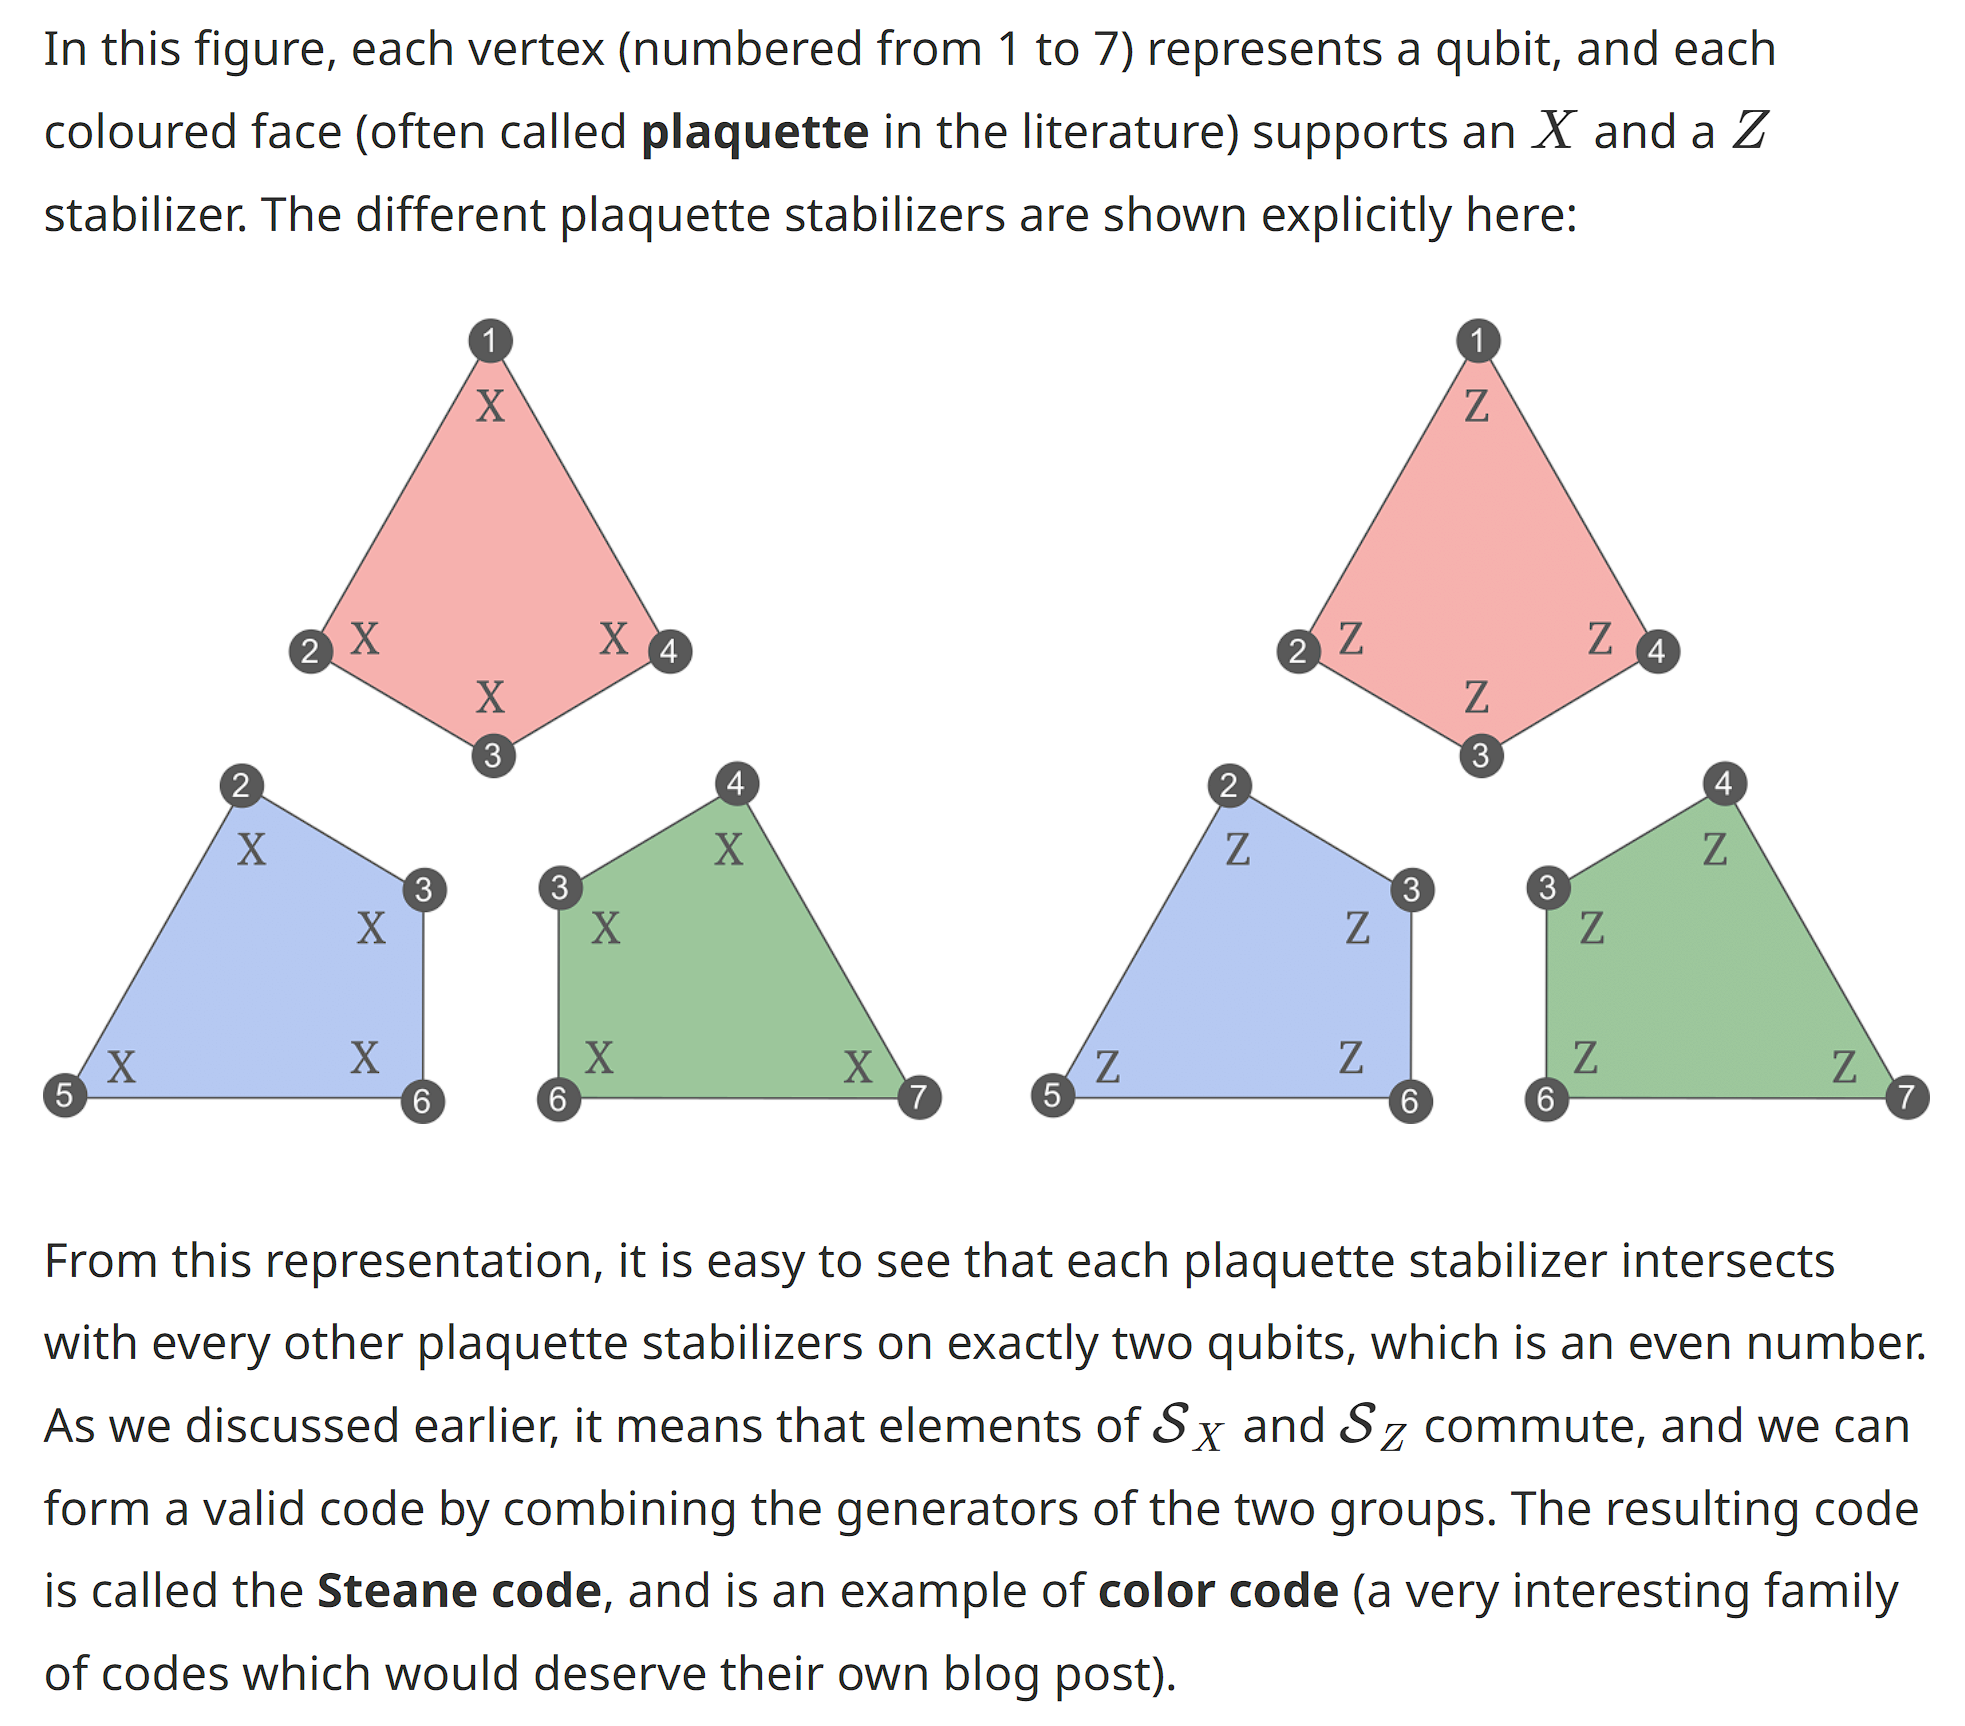 In this figure, each vertex (numbered from 1 to 7) represents a qubit, and each
coloured face (often called plaquette in the literature) supports an X and a Z
stabilizer. The different plaquette stabilizers are shown explicitly here:
1
X
2 X X 4
X
3
2 4
X X
3 3
X X
X X X X
5 6 6 7
1
Z
2 Z Z 4
Z
3
2 4
Z Z
3 3
Z Z
Z Z Z Z
5 6 6 7
From this representation, it is easy to see that each plaquette stabilizer intersects
with every other plaquette stabilizers on exactly two qubits, which is an even number.
As we discussed earlier, it means that elements of 𝒮X and 𝒮Z commute, and we can
form a valid code by combining the generators of the two groups. The resulting code
is called the Steane code, and is an example of color code (a very interesting family
of codes which would deserve their own blog post).